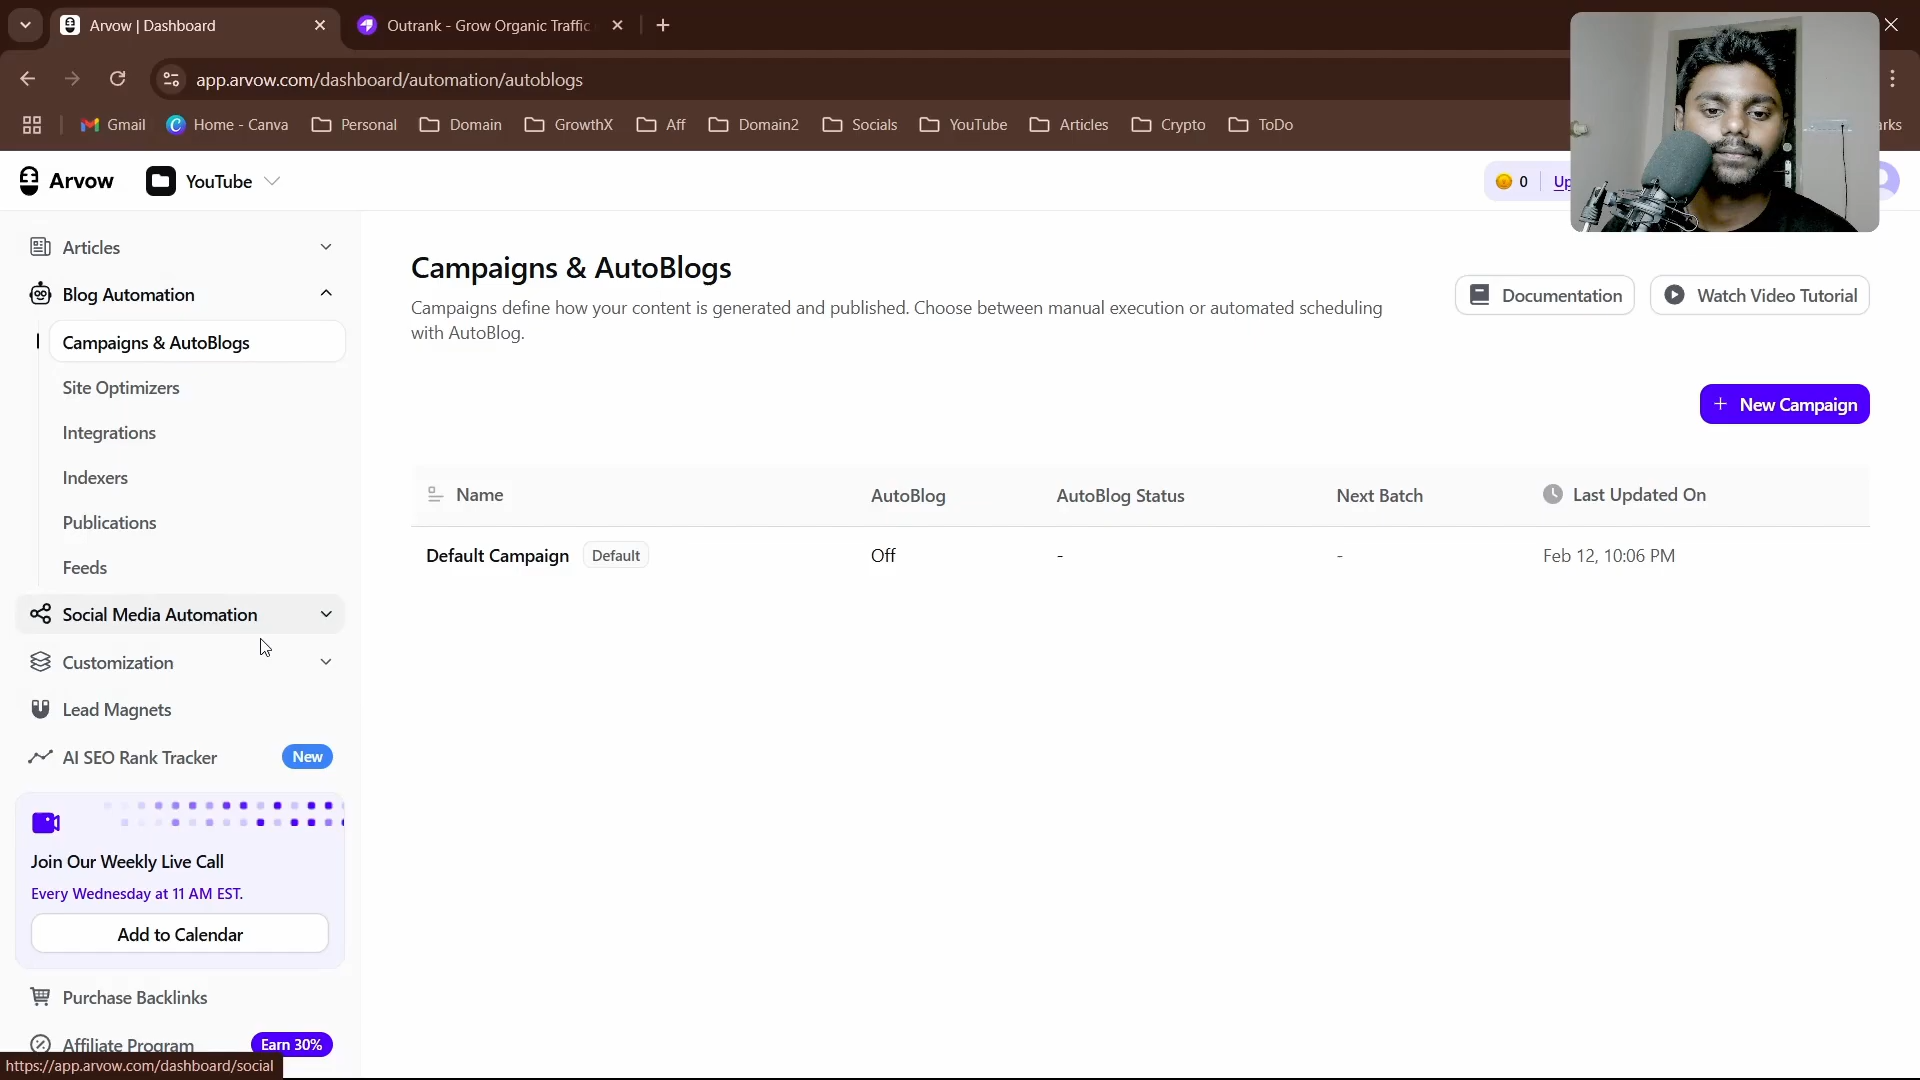 Arvow | Dashboard
Outrank - Grow Organic Traffic
app.arvow.com/dashboard/automation/autoblogs
Gmail
Home - Canva
Personal
Domain
GrowthX
Aff
Domain2
Socials
YouTube
Articles
Crypto
ToDo
Arvow
YouTube
0
Articles
Blog Automation
Campaigns & AutoBlogs
Site Optimizers
Integrations
Indexers
Publications
Feeds
Social Media Automation
Customization
Lead Magnets
AI SEO Rank Tracker
New
Join Our Weekly Live Call
Every Wednesday at 11 AM EST.
Add to Calendar
Purchase Backlinks
Affiliate Program
Earn 30%
https://app.arvow.com/dashboard/social
Campaigns & AutoBlogs
Campaigns define how your content is generated and published. Choose between manual execution or automated scheduling
with AutoBlog.
Documentation
Watch Video Tutorial
+ New Campaign
Name
AutoBlog
AutoBlog Status
Next Batch
Last Updated On
Default Campaign
Default
Off
-
-
Feb 12, 10:06 PM